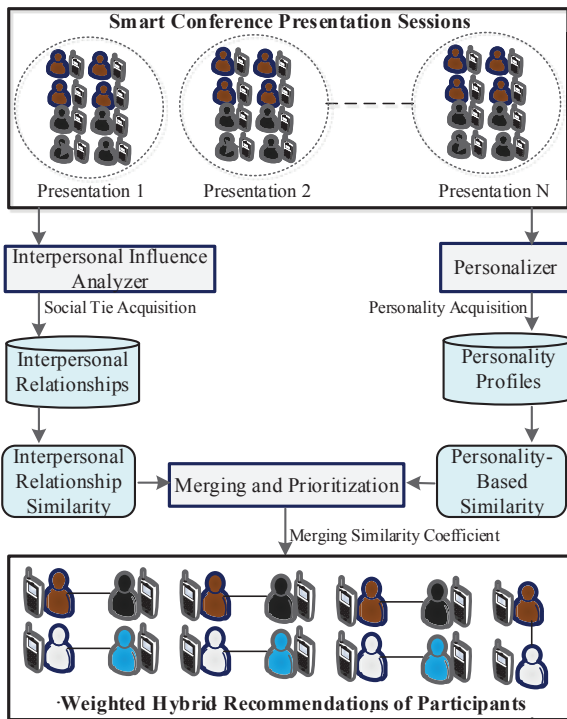 Smart Conference Presentation Sessions
Presentation 1
Presentation 2
Presentation N
Interpersonal Influence
Analyzer
Personalizer
Social Tie Acquisition
Personality Acquisition
Interpersonal
Relationships
Personality
Profiles
Interpersonal
Relationship
Similarity
Merging and Prioritization
Personality-
Based Similarity
Merging Similarity Coefficient
·Weighted Hybrid Recommendations of Participants